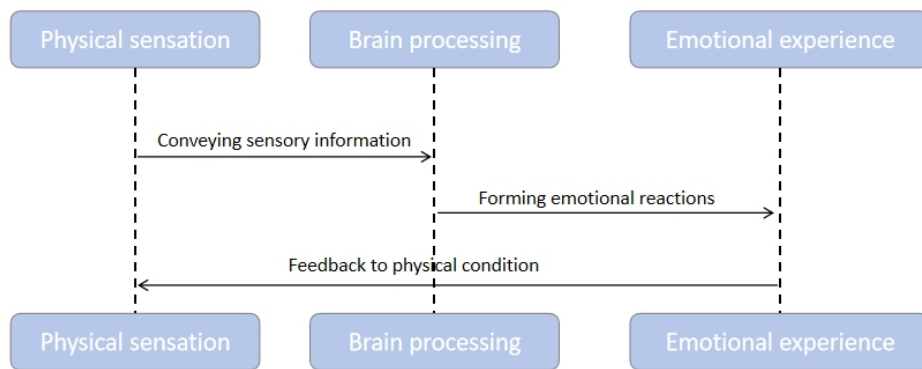 Physical sensation
Brain processing
Emotional experience
Conveying sensory information
Forming emotional reactions
Feedback to physical condition
Physical sensation
Brain processing
Emotional experience